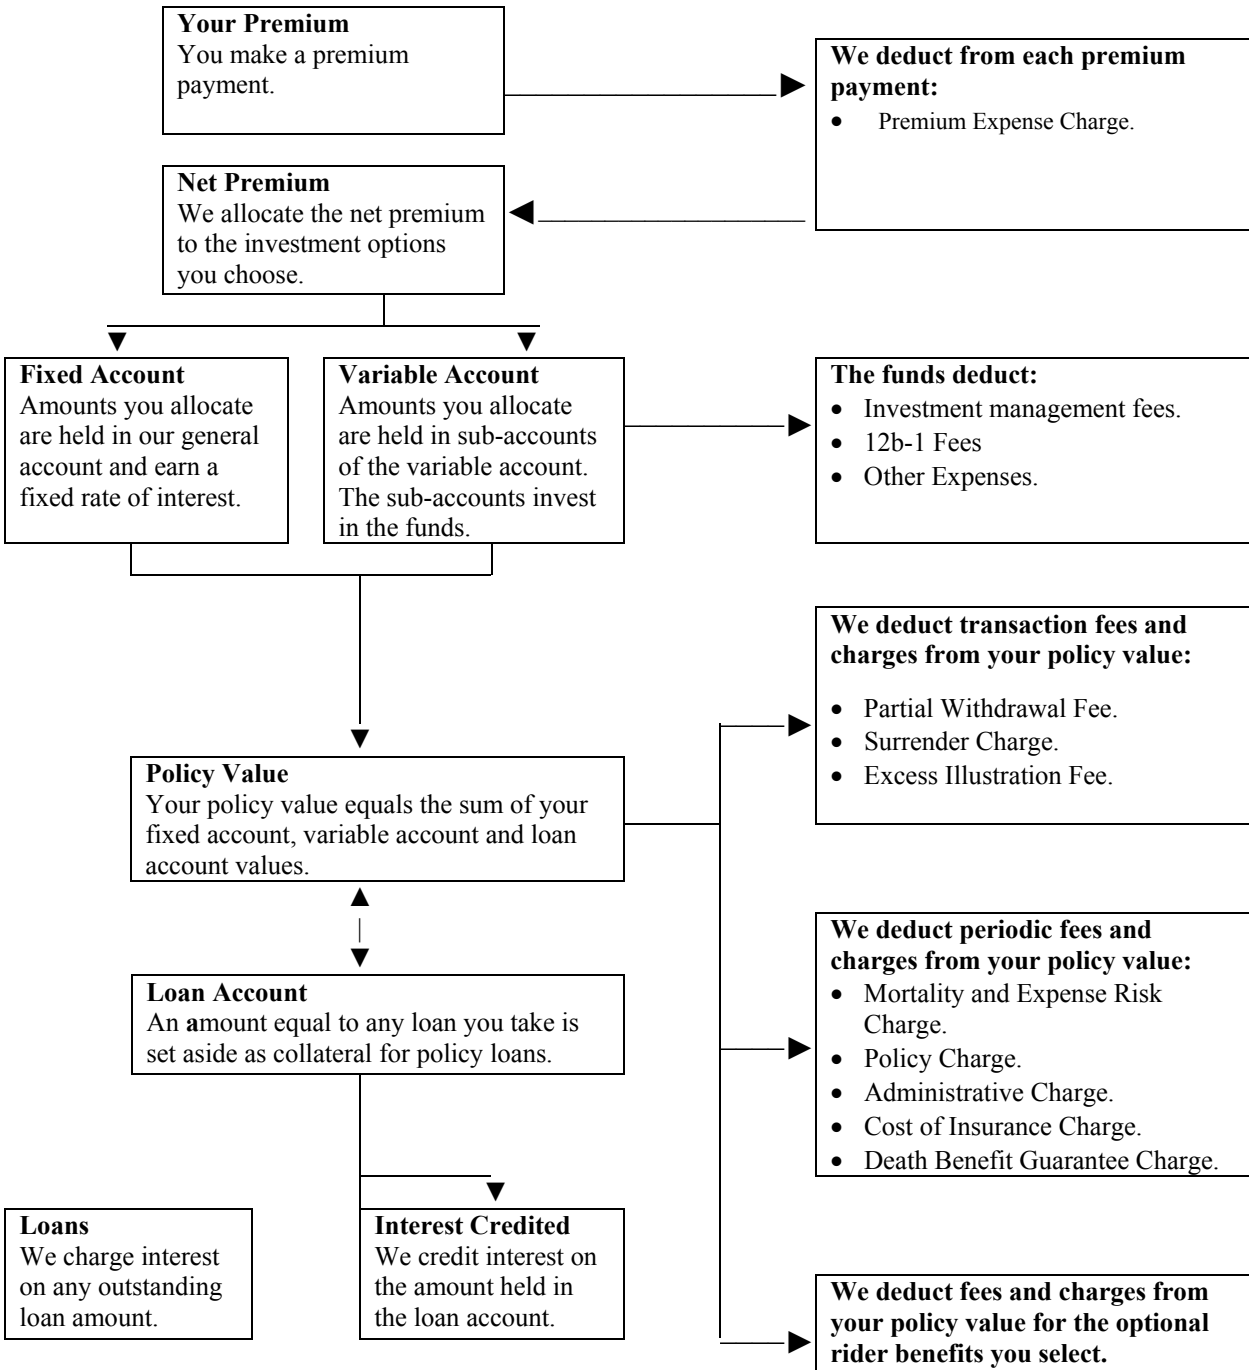 Your Premium
You make a premium
payment.
We deduct from each premium
payment:
• Premium Expense Charge.
Net Premium
We allocate the net premium
to the investment options
you choose.
Fixed Account
Amounts you allocate
are held in our general
account and earn a
fixed rate of interest.
Variable Account
Amounts you allocate
are held in sub-accounts
of the variable account.
The sub-accounts invest
in the funds.
The funds deduct:
• Investment management fees.
• 12b-1 Fees
• Other Expenses.
We deduct transaction fees and
charges from your policy value:
• Partial Withdrawal Fee.
• Surrender Charge.
• Excess Illustration Fee.
Policy Value
Your policy value equals the sum of your
fixed account, variable account and loan
account values.
We deduct periodic fees and
charges from your policy value:
• Mortality and Expense Risk
Charge.
• Policy Charge.
• Administrative Charge.
• Cost of Insurance Charge.
• Death Benefit Guarantee Charge.
Loan Account
An amount equal to any loan you take is
set aside as collateral for policy loans.
Loans
We charge interest
on any outstanding
loan amount.
Interest Credited
We credit interest on
the amount held in
the loan account.
We deduct fees and charges from
your policy value for the optional
rider benefits you select.